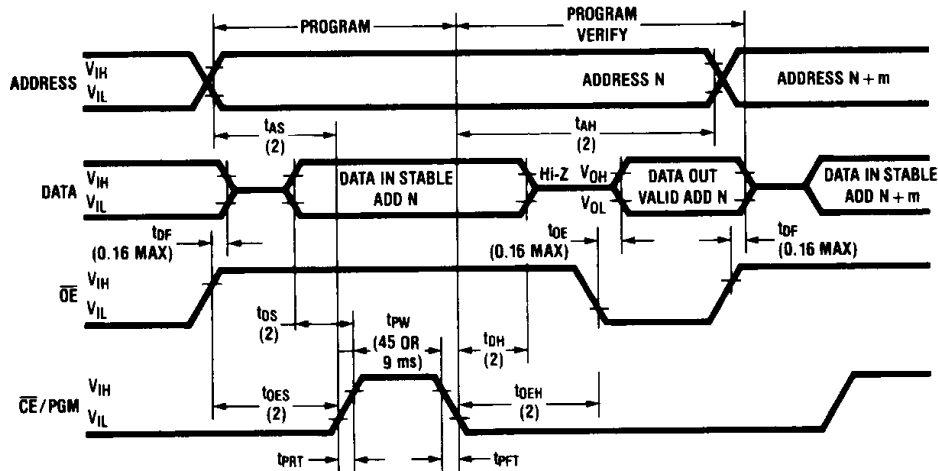 PROGRAM
PROGRAM
VERIFY
ADDRESS
VIH
VIL
ADDRESS N
ADDRESS N + m
tAS
(2)
tAH
(2)
DATA
VIH
VIL
DATA IN STABLE
ADD N
Hi-Z
VOH
VOL
DATA OUT
VALID ADD N
DATA IN STABLE
ADD N + m
tDF
(0.16 MAX)
tOE
(0.16 MAX)
tDF
(0.16 MAX)
OE
VIH
VIL
tDS
(2)
tPW
(45 OR
9 ms)
tDH
(2)
CE/PGM
VIH
VIL
tOES
(2)
tOEH
(2)
tPRT
tPFT